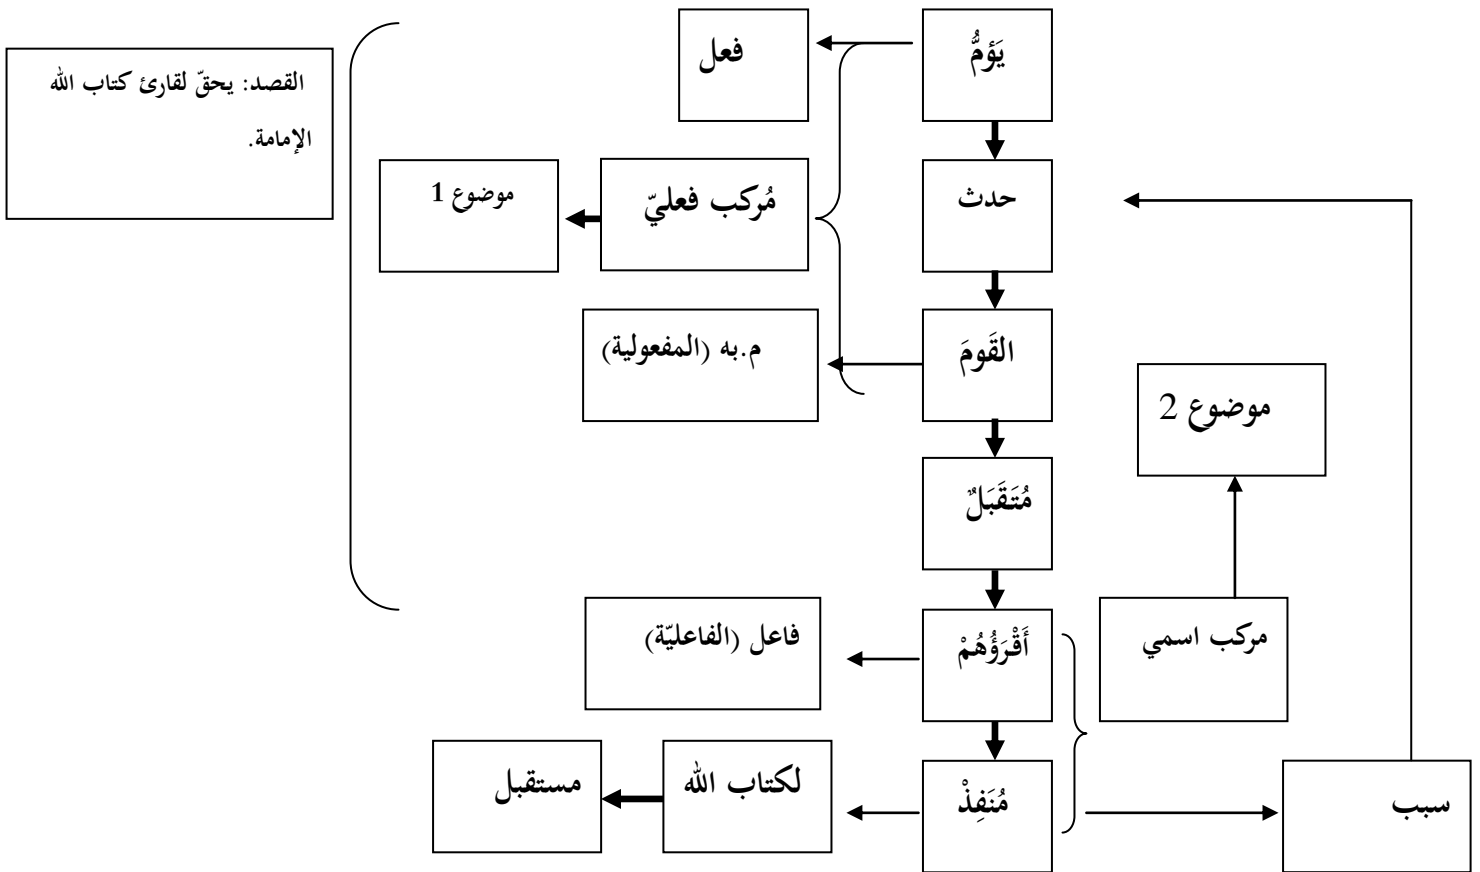 يَؤمُّ
فعل
القصد: يحقّ لقارئ كتاب الله
الإمامة.
حدث
مُركب فعليّ
موضوع 1
القَومَ
م.به (المفعولية)
موضوع 2
مُتَقَبَلٌ
أَقْرَؤُهُمْ
فاعل (الفاعليّة)
مركب اسمي
مُنَفِذْ
لكتاب الله
مستقبل
سبب